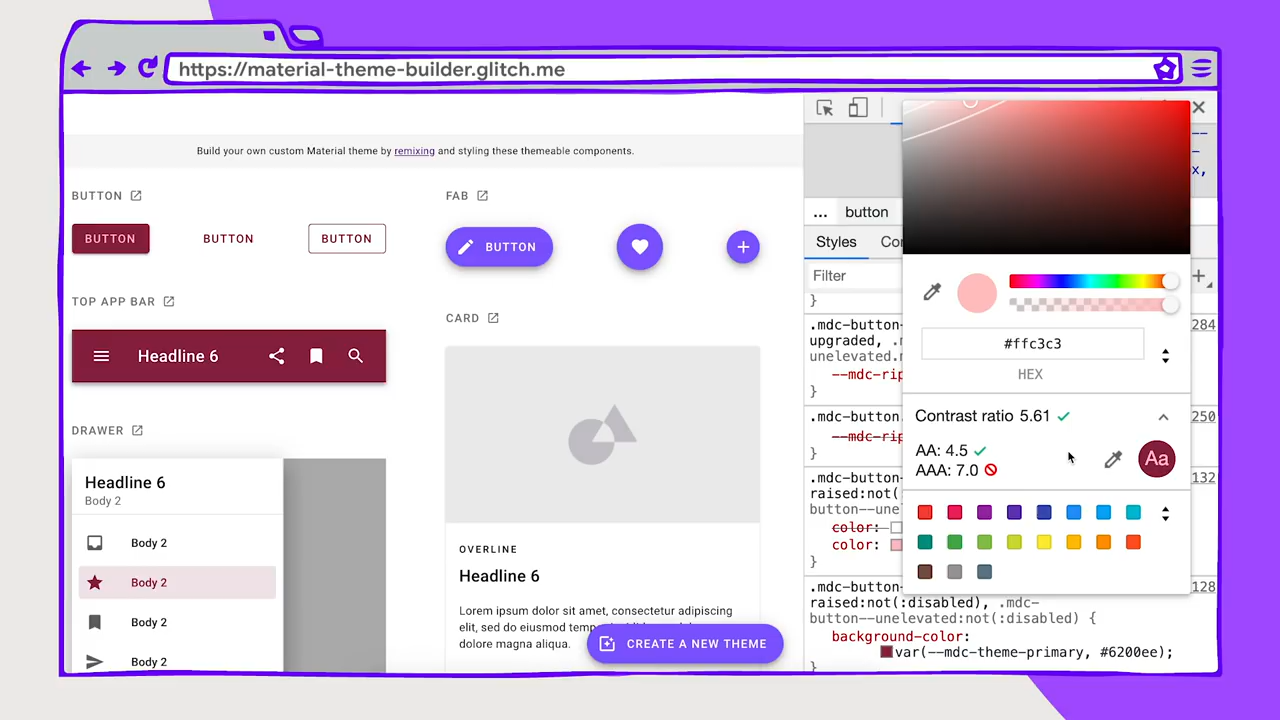 https://material-theme-builder.glitch.me
Build your own custom Material theme by remixing and styling these themeable components.
BUTTON
BUTTON
BUTTON
BUTTON
TOP APP BAR
Headline 6
DRAWER
Headline 6
Body 2
Body 2
Body 2
Body 2
Body 2
FAB
BUTTON
CARD
OVERLINE
Headline 6
Lorem ipsum dolor sit amet, consectetur adipiscing
elit, sed do eiusmod temp
dolore magna aliqua.
CREATE A NEW THEME
... button
Styles Co
Filter
}
.mdc-button- 284
upgraded, .m
unelevated.m
--mdc-rip
}
.mdc-button. 250
--mdc-rip
}
.mdc-button- 132
raised:not(:
button--une
color:
color:
}
.mdc-button- 128
raised:not(:disabled), .mdc-
button--unelevated:not(:disabled) {
background-color:
var(--mdc-theme-primary, #6200ee);
}
#ffc3c3
HEX
Contrast ratio 5.61
AA: 4.5
AAA: 7.0
Aa